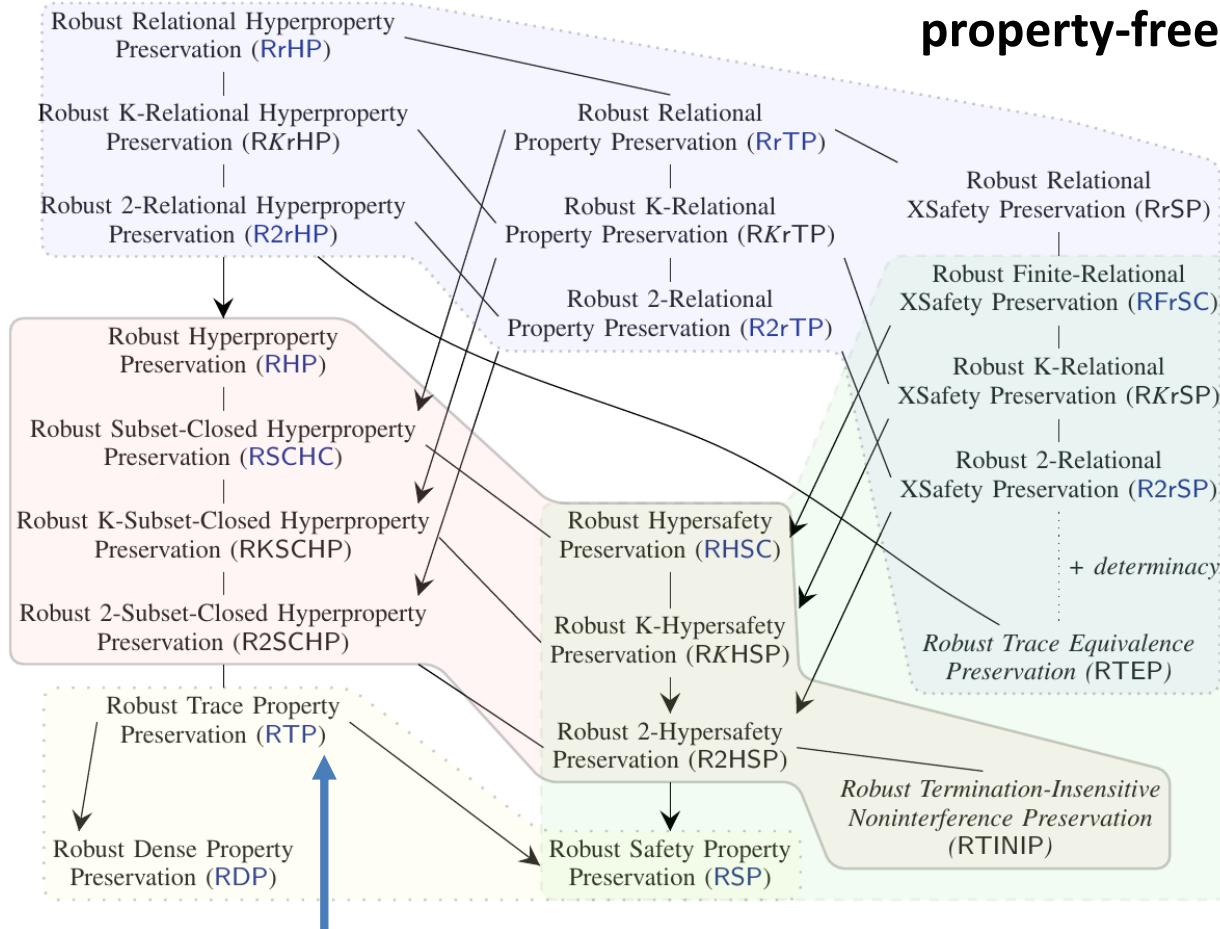 property-free
Robust Relational Hyperproperty
Preservation (RrHP)
Robust K-Relational Hyperproperty
Preservation (RKrHP)
Robust 2-Relational Hyperproperty
Preservation (R2rHP)
Robust Relational
Property Preservation (RrTP)
Robust K-Relational
Property Preservation (RKrTP)
Robust 2-Relational
Property Preservation (R2rTP)
Robust Relational
XSafety Preservation (RrSP)
Robust Finite-Relational
XSafety Preservation (RFrSC)
Robust K-Relational
XSafety Preservation (RKrSP)
Robust 2-Relational
XSafety Preservation (R2rSP)
+ determinacy
Robust Trace Equivalence
Preservation (RTEP)
Robust Hyperproperty
Preservation (RHP)
Robust Subset-Closed Hyperproperty
Preservation (RSCHC)
Robust K-Subset-Closed Hyperproperty
Preservation (RKSCHP)
Robust 2-Subset-Closed Hyperproperty
Preservation (R2SCHP)
Robust Hypersafety
Preservation (RHSC)
Robust K-Hypersafety
Preservation (RKHSP)
Robust 2-Hypersafety
Preservation (R2HSP)
Robust Termination-Insensitive
Noninterference Preservation
(RTINIP)
Robust Trace Property
Preservation (RTP)
Robust Dense Property
Preservation (RDP)
Robust Safety Property
Preservation (RSP)